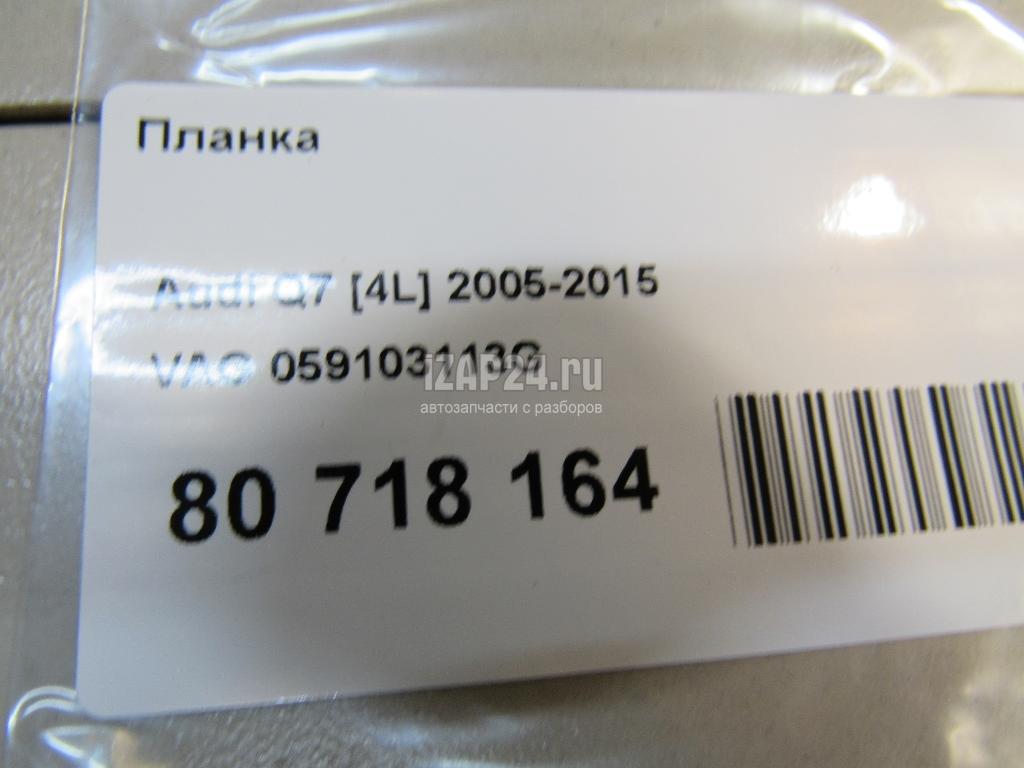 Планка
Audi Q7 [4L] 2005-2015
VAG 059103113G
iZAP24.ru
автозапчасти с разборов
80 718 164